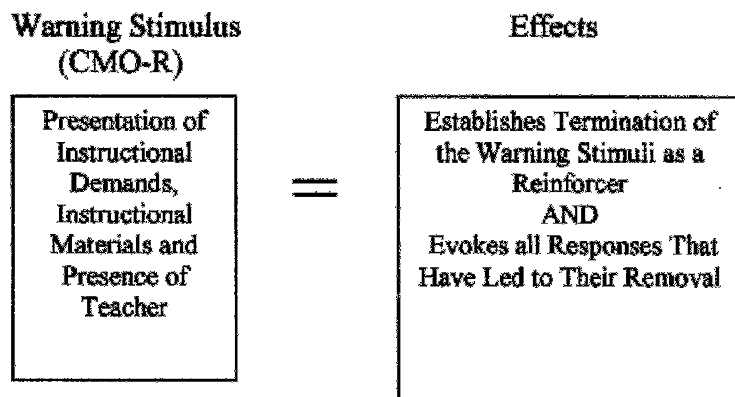 Warning Stimulus
(CMO-R)
Effects
Presentation of
Instructional
Demands,
Instructional
Materials and
Presence of
Teacher
=
Establishes Termination of
the Warning Stimuli as a
Reinforcer
AND
Evokes all Responses That
Have Led to Their Removal